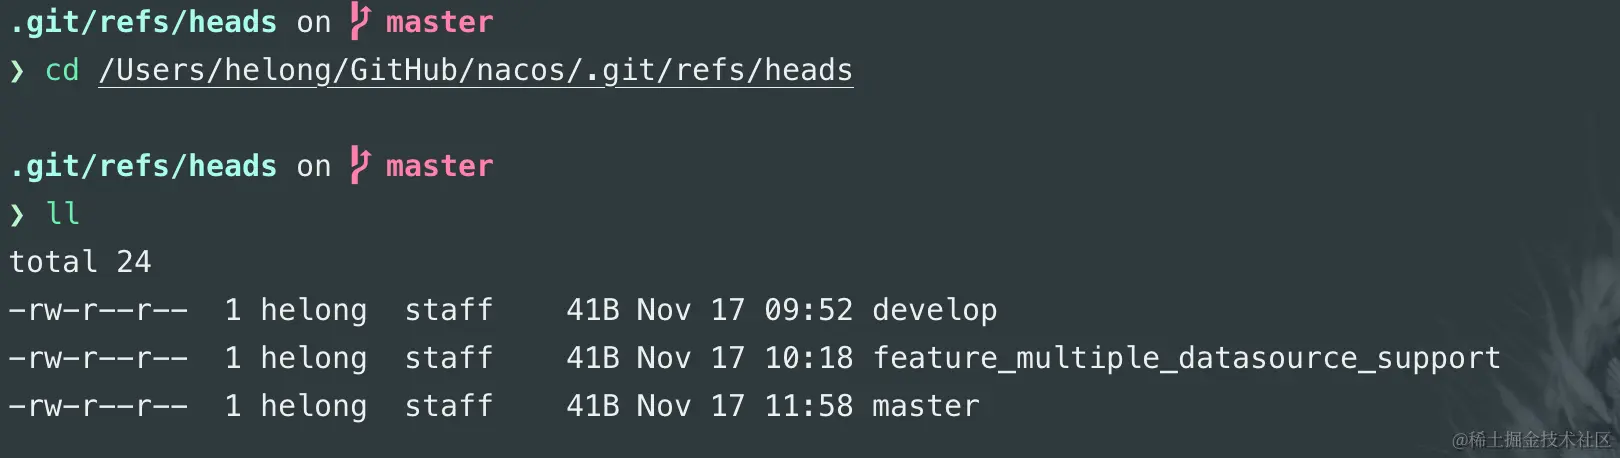 .git/refs/heads on master
❯ cd /Users/helong/GitHub/nacos/.git/refs/heads
.git/refs/heads on master
❯ ll
total 24
-rw-r--r--  1 helong  staff    41B Nov 17 09:52 develop
-rw-r--r--  1 helong  staff    41B Nov 17 10:18 feature_multiple_datasource_support
-rw-r--r--  1 helong  staff    41B Nov 17 11:58 master
@稀土掘金技术社区